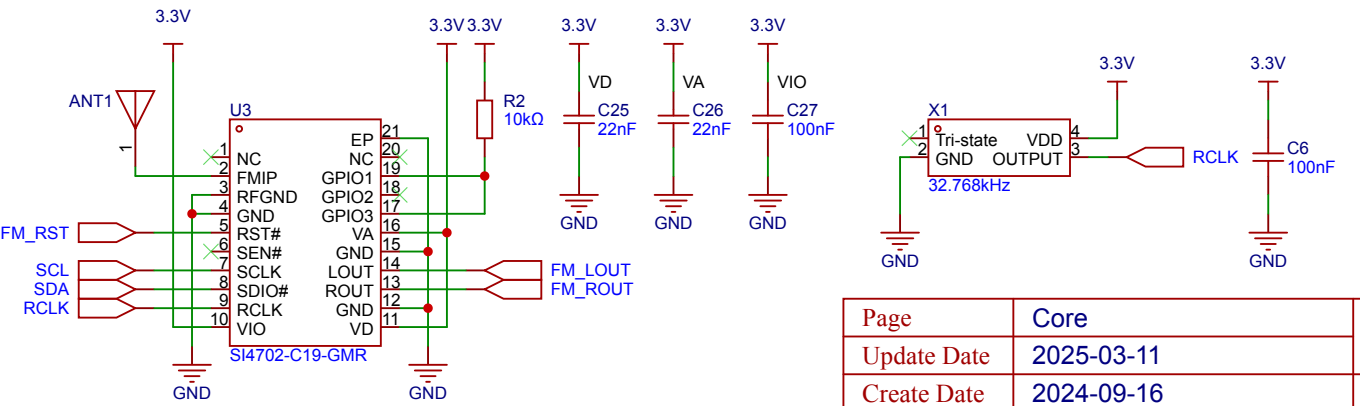 3.3V
3.3V
3.3V
3.3V
3.3V
3.3V
ANT1
1
U3
1 NC
2 FMIP
3 RFGND
4 GND
5 RST#
6 SEN#
7 SCLK
8 SDIO#
9 RCLK
10 VIO
EP 21
NC 20
GPIO1 19
GPIO2 18
GPIO3 17
VA 16
GND 15
LOUT 14
ROUT 13
GND 12
VD 11
SI4702-C19-GMR
FM_RST
SCL
SDA
RCLK
GND
GND
FM_LOUT
FM_ROUT
R2
10kΩ
VD
C25
22nF
GND
VA
C26
22nF
GND
VIO
C27
100nF
GND
3.3V
X1
1 Tri-state
2 GND
VDD 4
OUTPUT 3
32.768kHz
RCLK
GND
3.3V
C6
100nF
GND
Page Core
Update Date 2025-03-11
Create Date 2024-09-16